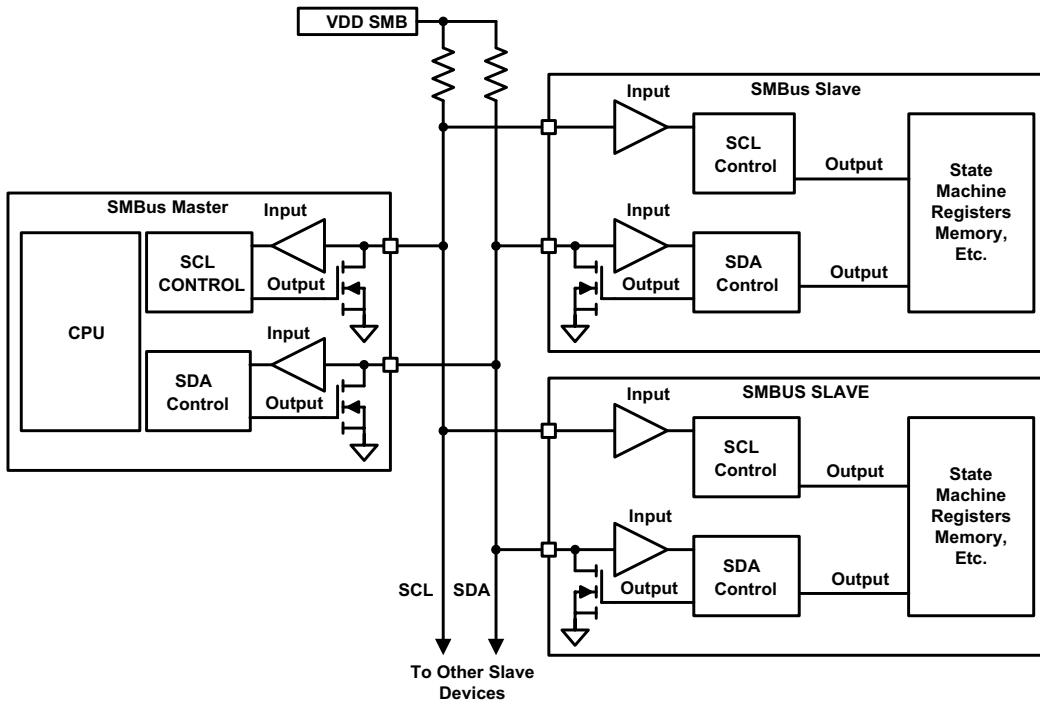 VDD SMB
SMBus Master
CPU
SCL
CONTROL
Input
Output
SDA
Control
Input
Output
SMBus Slave
Input
SCL
Control
Output
Input
Output
SDA
Control
Output
State
Machine
Registers
Memory,
Etc.
SMBUS SLAVE
Input
SCL
Control
Output
Input
Output
SDA
Control
Output
State
Machine
Registers
Memory,
Etc.
SCL
SDA
To Other Slave
Devices